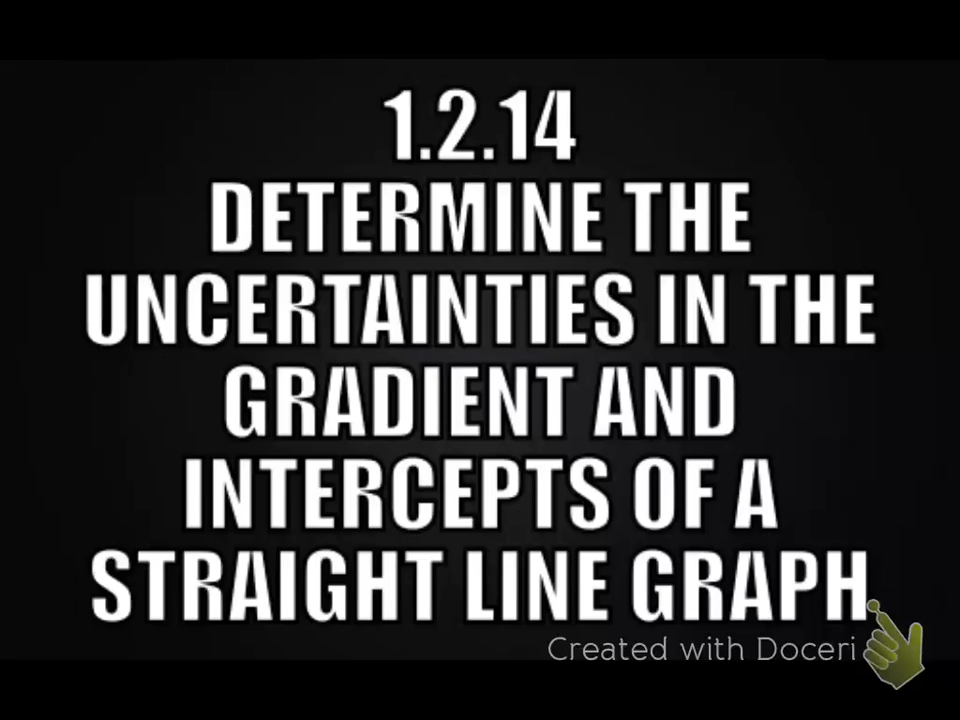 1.2.14
DETERMINE THE
UNCERTAINTIES IN THE
GRADIENT AND
INTERCEPTS OF A
STRAIGHT LINE GRAPH
Created with Doceri